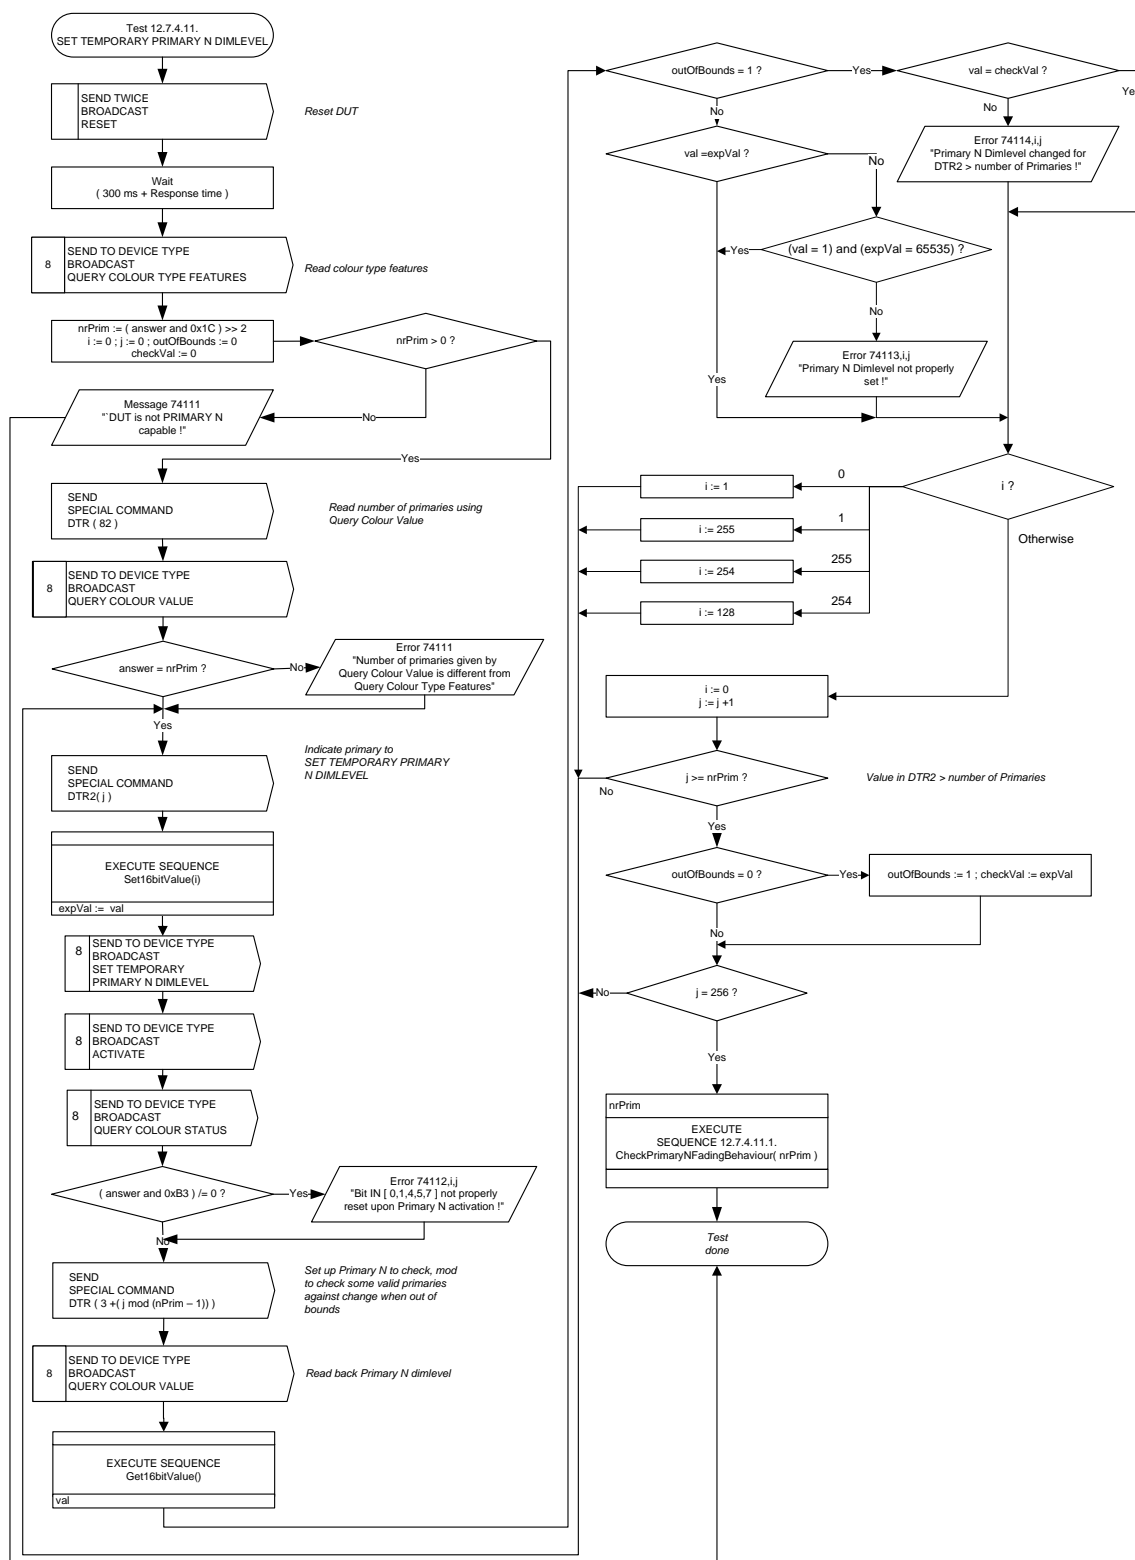 Test 12.7.4.11.
SET TEMPORARY PRIMARY N DIMLEVEL
SEND TWICE
BROADCAST
RESET
Reset DUT
Wait
( 300 ms + Response time )
8
SEND TO DEVICE TYPE
BROADCAST
QUERY COLOUR TYPE FEATURES
Read colour type features
nrPrim := ( answer and 0x1C ) >> 2
i := 0 ; j := 0 ; outOfBounds := 0
checkVal := 0
nrPrim > 0 ?
No
Message 74111
"`DUT is not PRIMARY N
capable !"
Yes
SEND
SPECIAL COMMAND
DTR ( 82 )
Read number of primaries using
Query Colour Value
8
SEND TO DEVICE TYPE
BROADCAST
QUERY COLOUR VALUE
answer = nrPrim ?
No
Error 74111
"Number of primaries given by
Query Colour Value is different from
Query Colour Type Features"
Yes
Indicate primary to
SET TEMPORARY PRIMARY
N DIMLEVEL
SEND
SPECIAL COMMAND
DTR2( j )
EXECUTE SEQUENCE
Set16bitValue(i)
expVal := val
8
SEND TO DEVICE TYPE
BROADCAST
SET TEMPORARY
PRIMARY N DIMLEVEL
8
SEND TO DEVICE TYPE
BROADCAST
ACTIVATE
8
SEND TO DEVICE TYPE
BROADCAST
QUERY COLOUR STATUS
( answer and 0xB3 ) /= 0 ?
Yes
Error 74112,i,j
"Bit IN [ 0,1,4,5,7 ] not properly
reset upon Primary N activation !"
No
SEND
SPECIAL COMMAND
DTR ( 3 +( j mod (nPrim – 1)) )
Set up Primary N to check, mod
to check some valid primaries
against change when out of
bounds
8
SEND TO DEVICE TYPE
BROADCAST
QUERY COLOUR VALUE
Read back Primary N dimlevel
EXECUTE SEQUENCE
Get16bitValue()
val
outOfBounds = 1 ?
Yes
val = checkVal ?
Ye
No
No
Error 74114,i,j
"Primary N Dimlevel changed for
DTR2 > number of Primaries !"
val =expVal ?
No
(val = 1) and (expVal = 65535) ?
Yes
No
Error 74113,i,j
"Primary N Dimlevel not properly
set !"
Yes
i ?
0
i := 1
1
i := 255
Otherwise
255
i := 254
254
i := 128
i := 0
j := j +1
j >= nrPrim ?
No
Value in DTR2 > number of Primaries
Yes
outOfBounds = 0 ?
Yes
outOfBounds := 1 ; checkVal := expVal
No
j = 256 ?
No
Yes
nrPrim
EXECUTE
SEQUENCE 12.7.4.11.1.
CheckPrimaryNFadingBehaviour( nrPrim )
Test
done